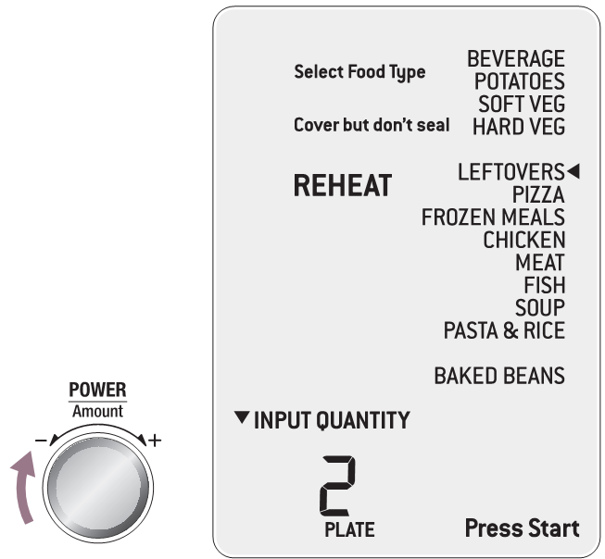 Select Food Type
BEVERAGE
POTATOES
SOFT VEG
Cover but don't seal
HARD VEG
REHEAT
LEFTOVERS◀
PIZZA
FROZEN MEALS
CHICKEN
MEAT
FISH
SOUP
PASTA & RICE
BAKED BEANS
▼INPUT QUANTITY
2
PLATE
Press Start
POWER
Amount
− +